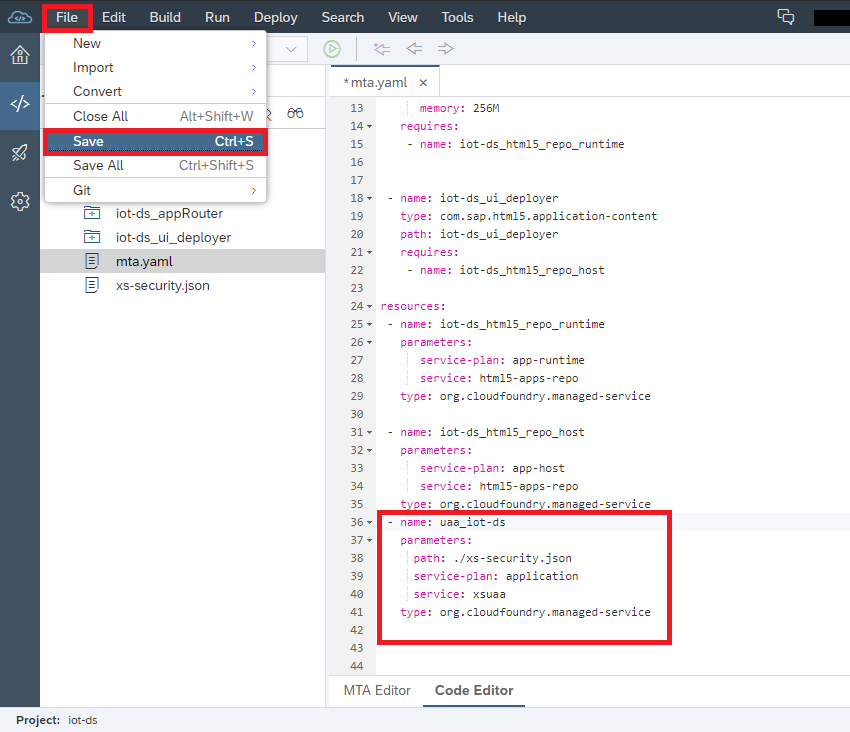 File Edit Build Run Deploy Search View Tools Help
New
Import
Convert
Close All Alt+Shift+W
Save Ctrl+S
Save All Ctrl+Shift+S
Git
iot-ds_appRouter
iot-ds_ui_deployer
mta.yaml
xs-security.json
*mta.yaml ×
13 memory: 256M
14 requires:
15 - name: iot-ds_html5_repo_runtime
16
17
18 - name: iot-ds_ui_deployer
19 type: com.sap.html5.application-content
20 path: iot-ds_ui_deployer
21 requires:
22 - name: iot-ds_html5_repo_host
23
24 resources:
25 - name: iot-ds_html5_repo_runtime
26 parameters:
27 service-plan: app-runtime
28 service: html5-apps-repo
29 type: org.cloudfoundry.managed-service
30
31 - name: iot-ds_html5_repo_host
32 parameters:
33 service-plan: app-host
34 service: html5-apps-repo
35 type: org.cloudfoundry.managed-service
36 - name: uaa_iot-ds
37 parameters:
38 path: ./xs-security.json
39 service-plan: application
40 service: xsuaa
41 type: org.cloudfoundry.managed-service
42
43
44
MTA Editor Code Editor
Project: iot-ds